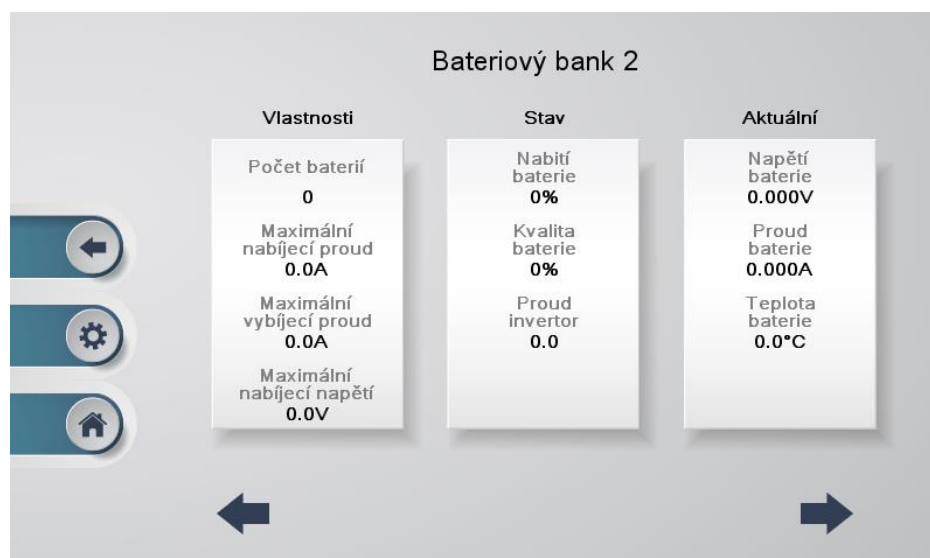 Bateriový bank 2
Vlastnosti
Počet baterií
0
Maximální
nabíjecí proud
0.0A
Maximální
vybíjecí proud
0.0A
Maximální
nabíjecí napětí
0.0V
Stav
Nabití
baterie
0%
Kvalita
baterie
0%
Proud
invertor
0.0
Aktuální
Napětí
baterie
0.000V
Proud
baterie
0.000A
Teplota
baterie
0.0°C